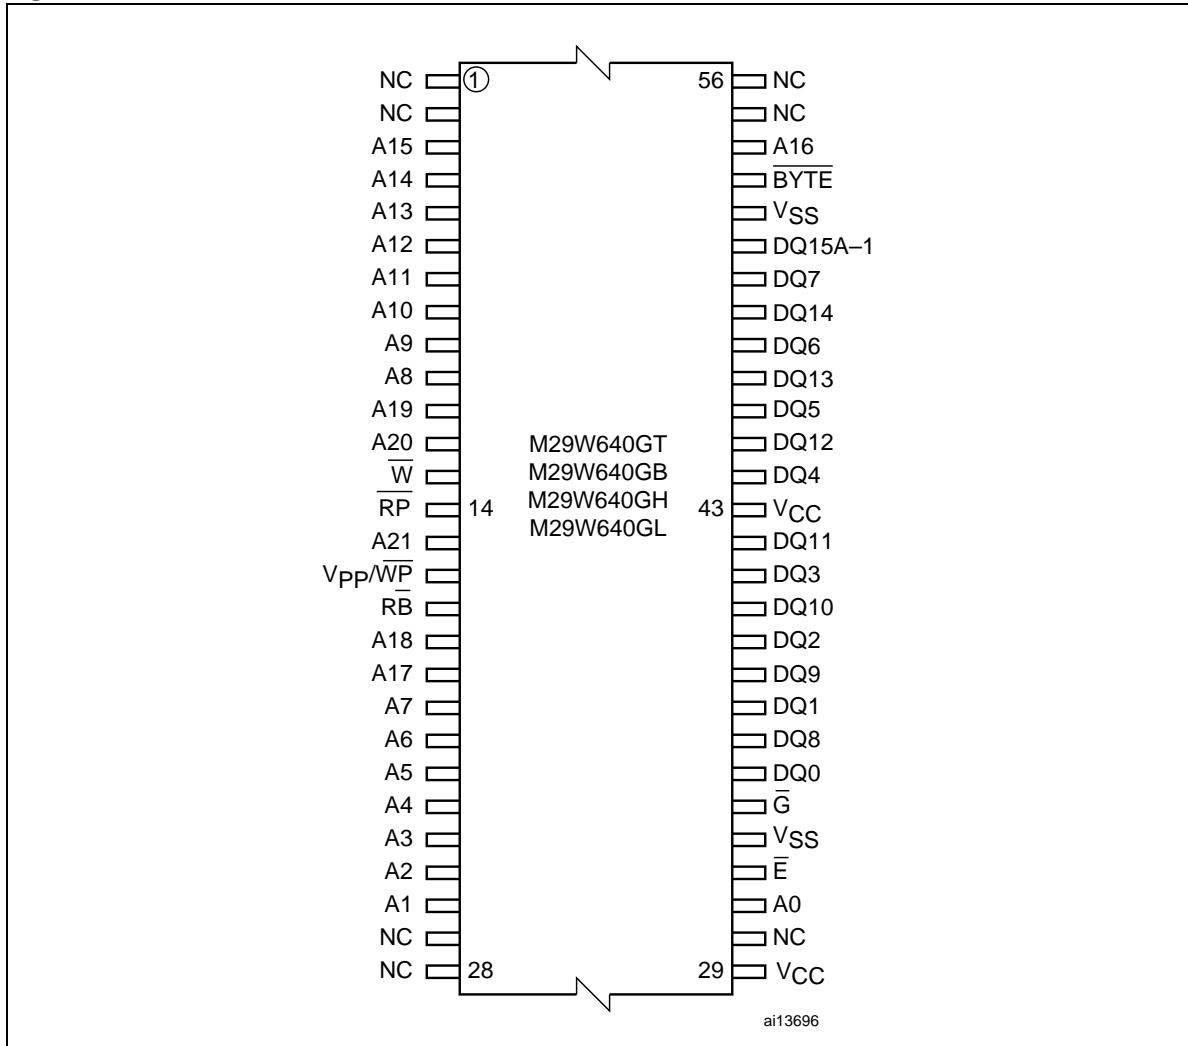 NC 1 56 NC
NC NC
A15 A16
A14 B̅Y̅T̅E̅
A13 VSS
A12 DQ15A–1
A11 DQ7
A10 DQ14
A9 DQ6
A8 DQ13
A19 DQ5
A20 M29W640GT DQ12
W̅ M29W640GB DQ4
R̅P̅ 14 M29W640GH 43 VCC
M29W640GL
A21 DQ11
VPP/W̅P̅ DQ3
RB̅ DQ10
A18 DQ2
A17 DQ9
A7 DQ1
A6 DQ8
A5 DQ0
A4 G̅
A3 VSS
A2 E̅
A1 A0
NC NC
NC 28 29 VCC
ai13696